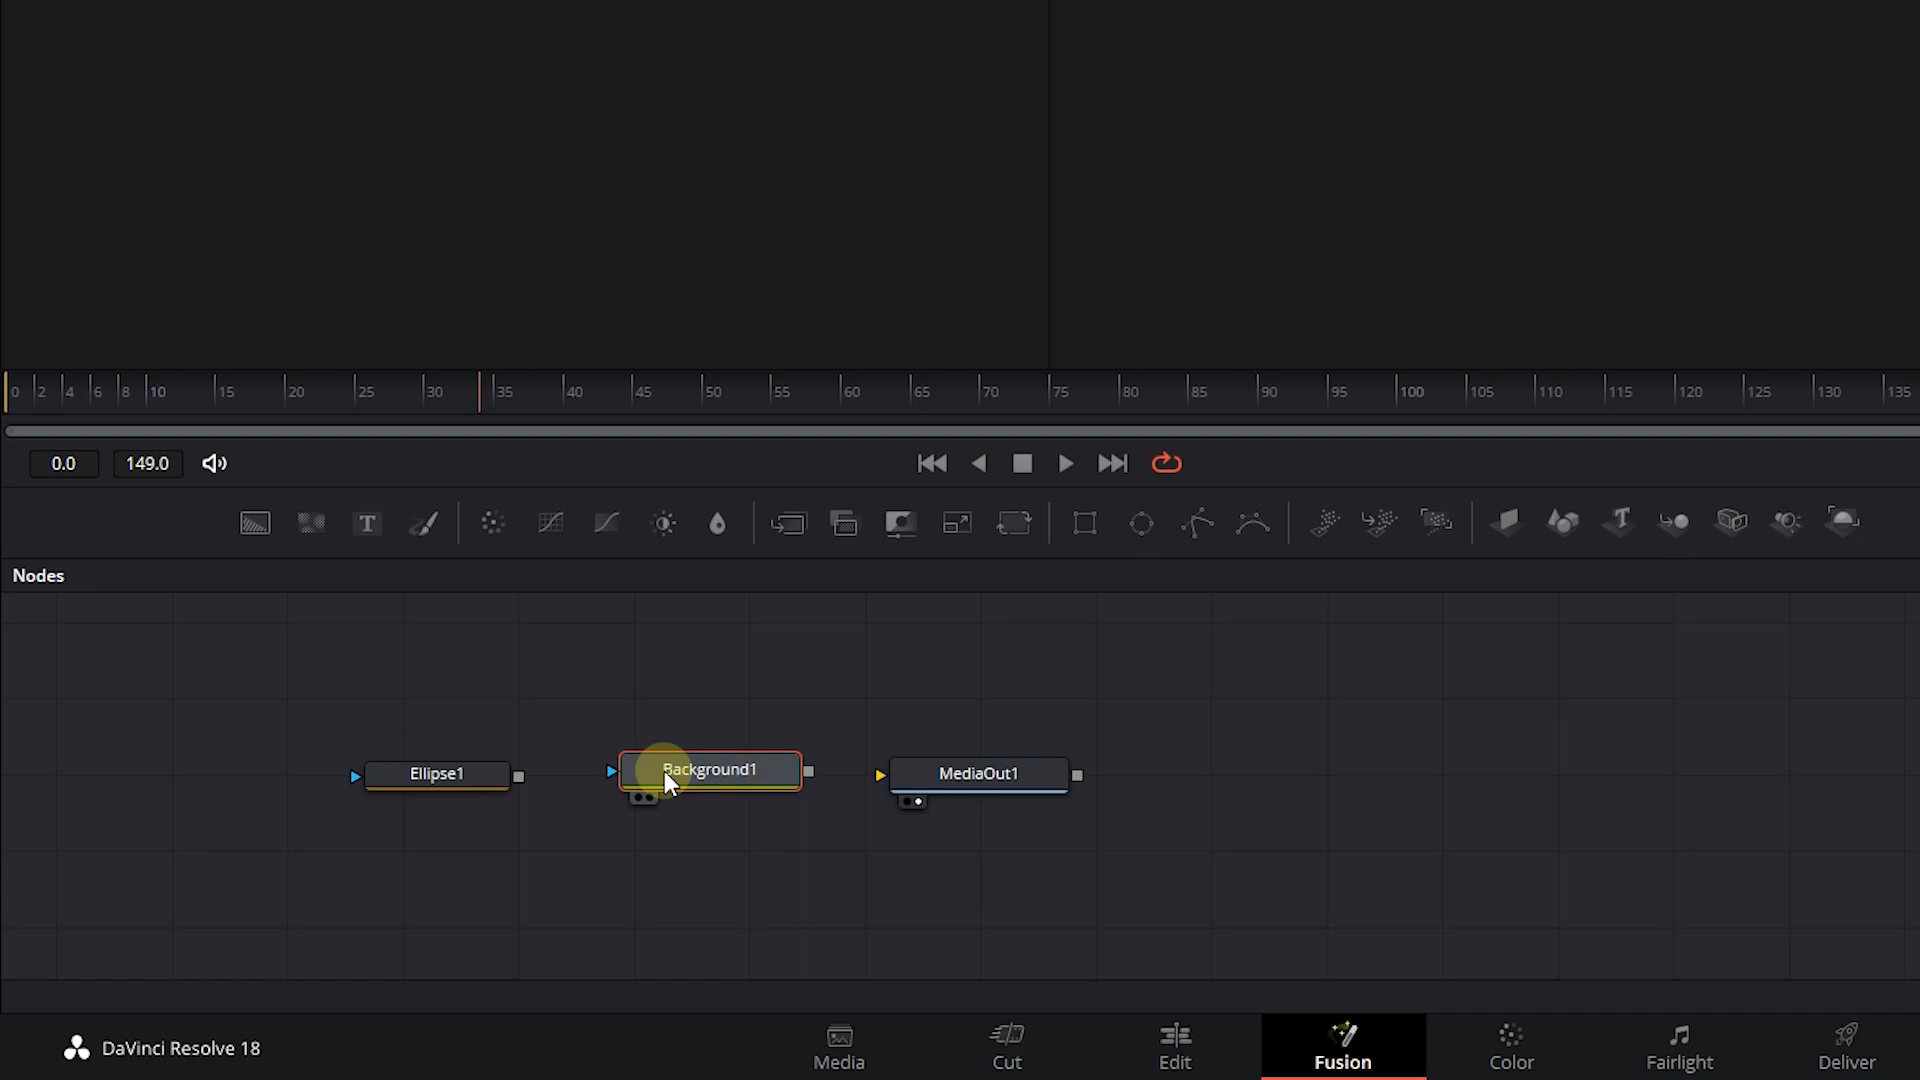 0 2 4 6 8 10 15 20 25 30 35 40 45 50 55 60 65 70 75 80 85 90 95 100 105 110 115 120 125 130 135
0.0 149.0
T
Nodes
Ellipse1 Background1 MediaOut1
DaVinci Resolve 18 Media Cut Edit Fusion Color Fairlight Deliver